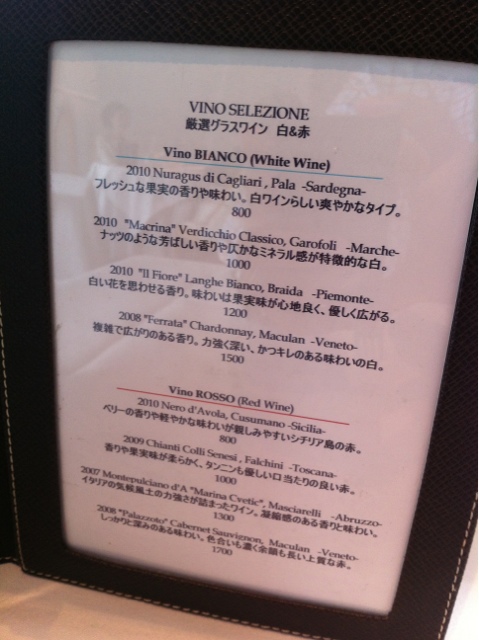 VINO SELEZIONE
厳選グラスワイン 白&赤
Vino BIANCO (White Wine)
2010 Nuragus di Cagliari , Pala -Sardegna-
フレッシュな果実の香りや味わい。白ワインらしい爽やかなタイプ。
800
2010 "Macrina" Verdicchio Classico, Garofoli -Marche-
ナッツのような芳ばしい香りや仄かなミネラル感が特徴的な白。
1000
2010 "Il Fiore" Langhe Bianco, Braida -Piemonte-
白い花を思わせる香り。味わいは果実味が心地良く、優しく広がる。
1200
2008 "Ferrata" Chardonnay, Maculan -Veneto-
複雑で広がりのある香り。力強く深い、かつキレのある味わいの白。
1500
Vino ROSSO (Red Wine)
2010 Nero d'Avola, Cusumano -Sicilia-
ベリーの香りや軽やかな味わいが親しみやすいシチリア島の赤。
800
2009 Chianti Colli Senesi , Falchini -Toscana-
香りや果実味が柔らかく、タンニンも優しい口当たりの良い赤。
1000
2007 Montepulciano d'A "Marina Cvetic", Masciarelli -Abruzzo-
イタリアの気候風土の力強さが詰まったワイン。凝縮感のある香りと味わい。
1300
2008 "Palazzoto" Cabernet Sauvignon, Maculan -Veneto-
しっかりと深みのある味わい。色合いも濃く余韻も長い上質な赤。
1700